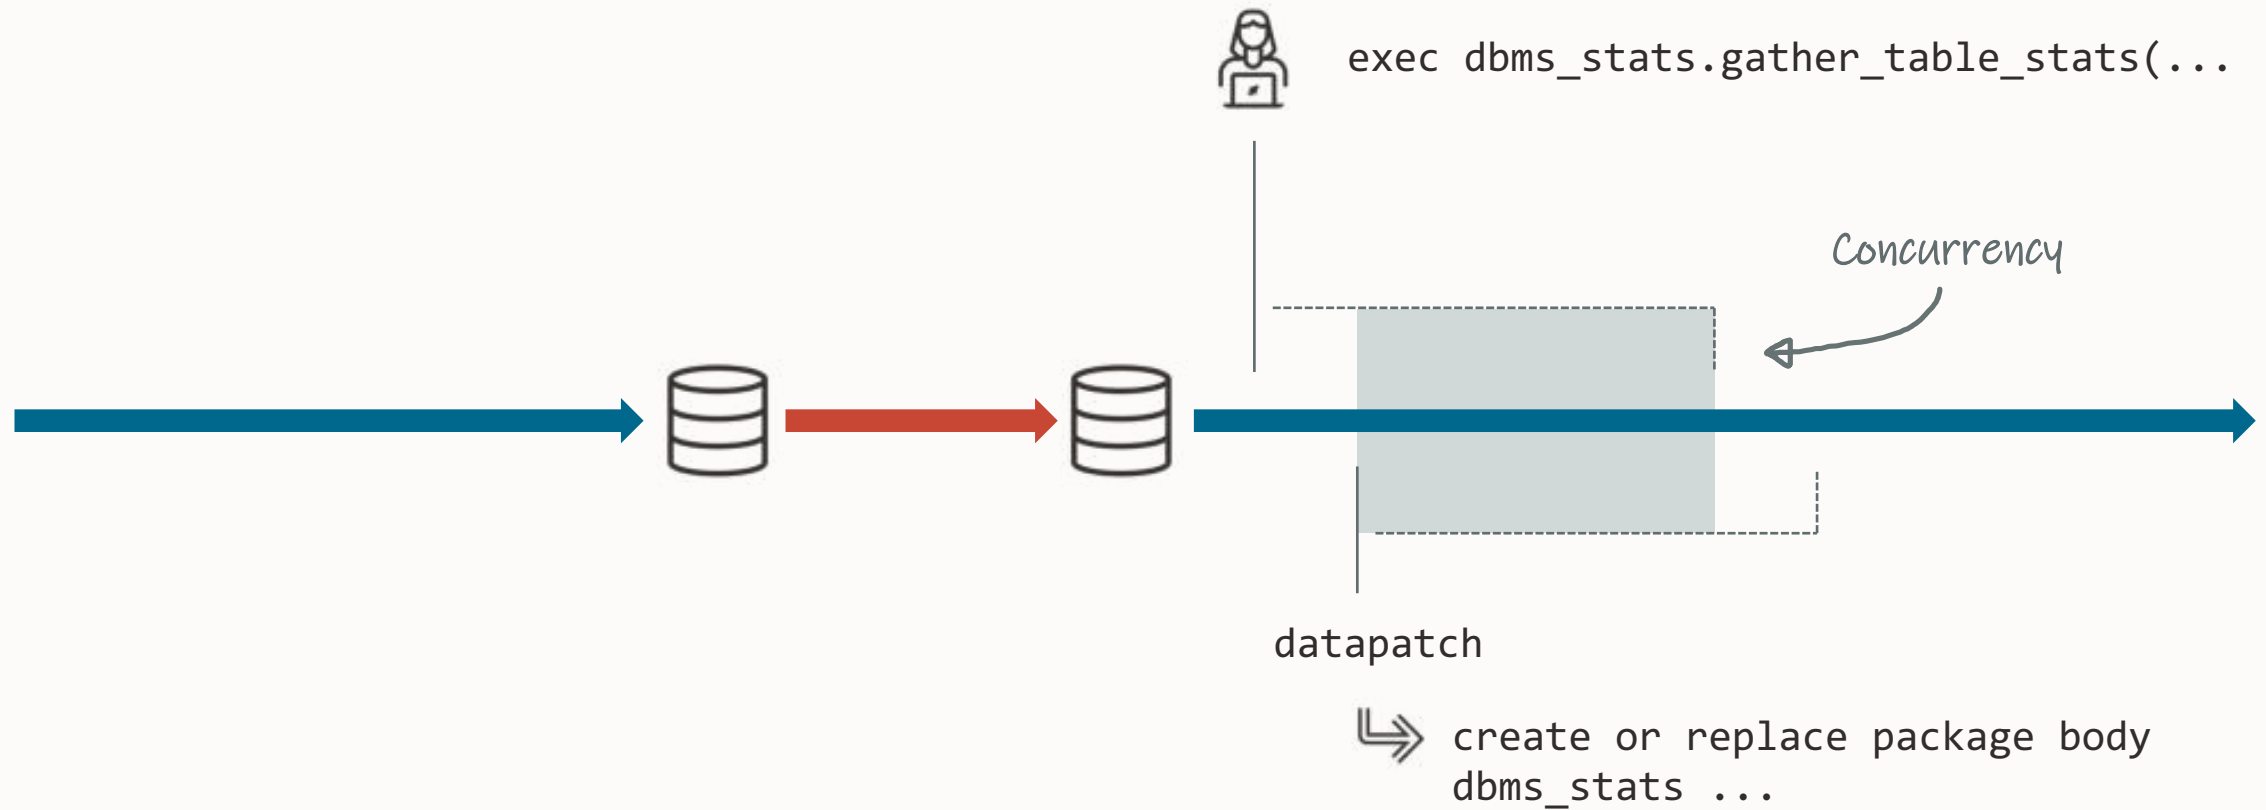 exec dbms_stats.gather_table_stats(...
Concurrency
datapatch
create or replace package body
dbms_stats ...